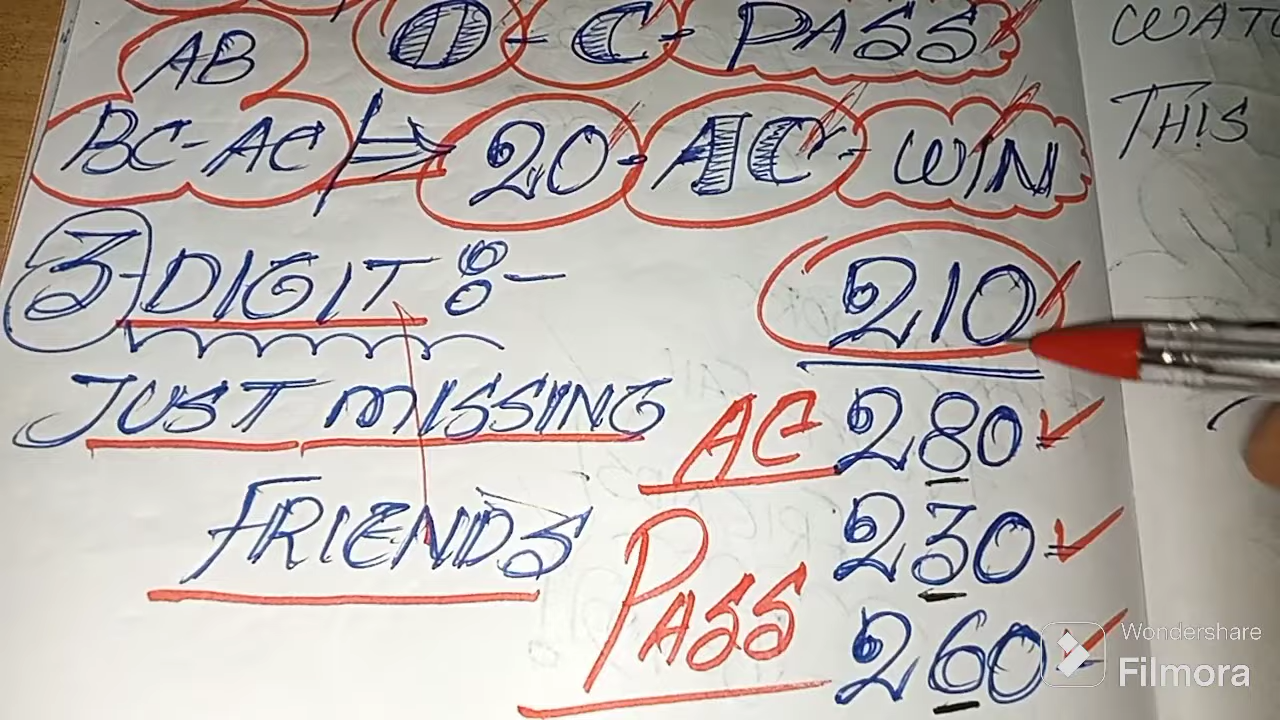 AB
0-C-PASS
BC-AC |⇒ 20-AC-WIN
3-DIGIT :-
210
JUST MISSING
FRIENDS
AC 280
PASS 230
260
WATC
THIS
Wondershare
Filmora